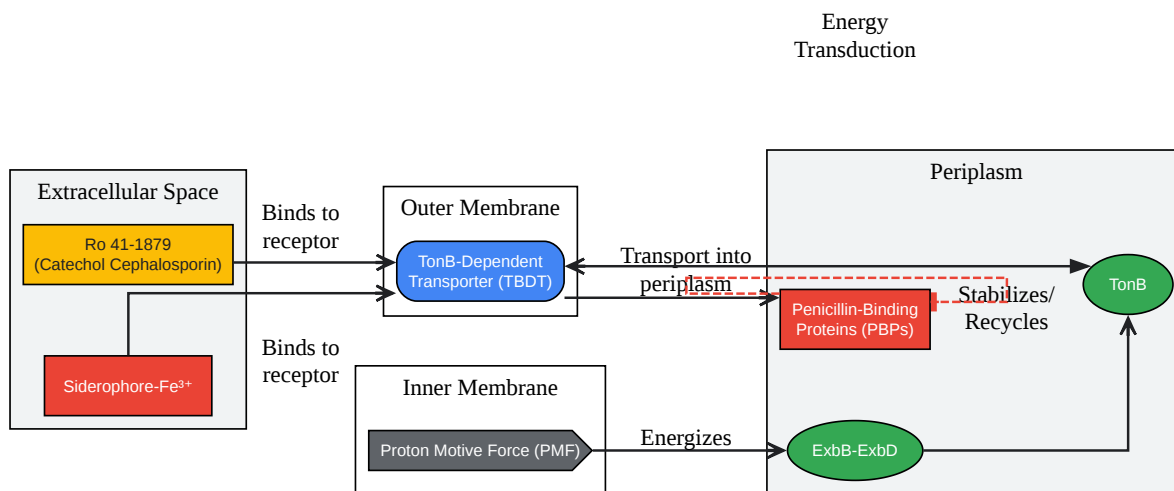 Energy
Transduction
Extracellular Space
Ro 41-1879
(Catechol Cephalosporin)
Siderophore-Fe³⁺
Binds to
receptor
Binds to
receptor
Outer Membrane
TonB-Dependent
Transporter (TBDT)
Inner Membrane
Proton Motive Force (PMF)
Transport into
periplasm
Energizes
Periplasm
Penicillin-Binding
Proteins (PBPs)
Stabilizes/
Recycles
TonB
ExbB-ExbD